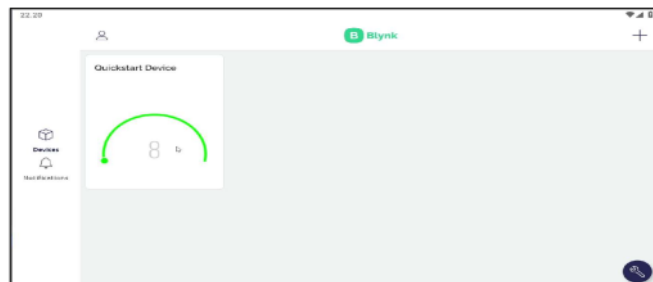 22.29
B Blynk
Quickstart Device
8
Devices
Notifications